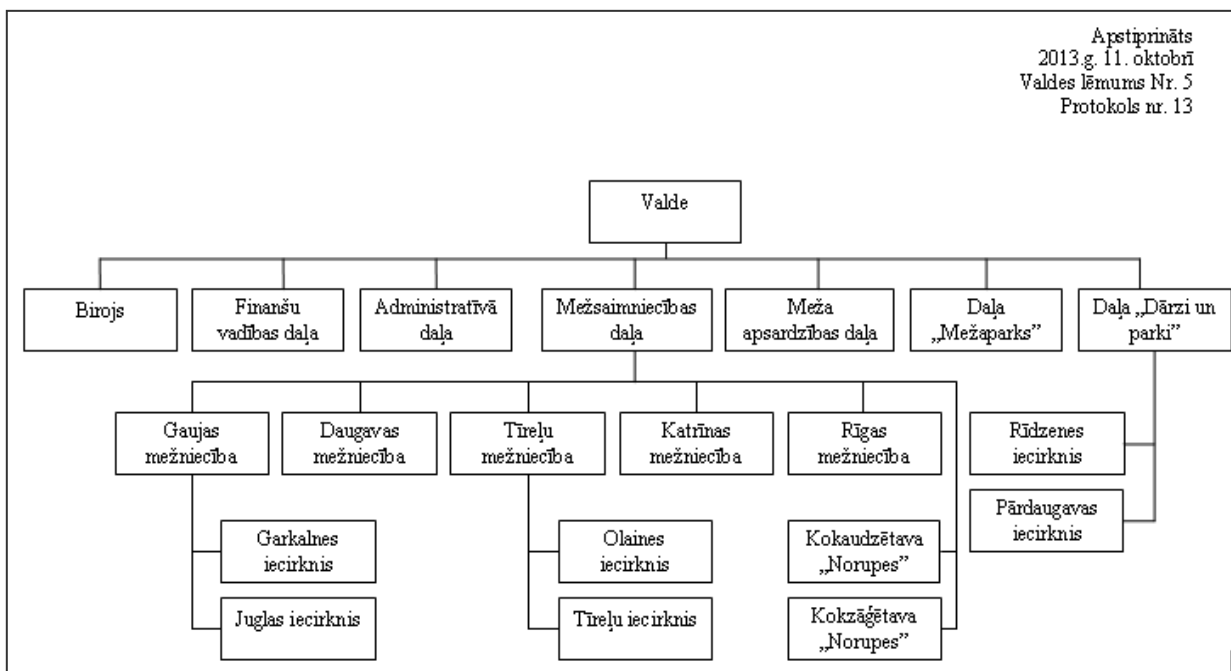 Apstiprināts
2013.g. 11. oktobrī
Valdes lēmums Nr. 5
Protokols nr. 13
Valde
Birojs
Finanšu
vadības daļa
Administratīvā
daļa
Mežsaimniecības
daļa
Meža
apsardzības daļa
Daļa
„Mežaparks”
Daļa „Dārzi un
parki”
Gaujas
mežniecība
Daugavas
mežniecība
Tīreļu
mežniecība
Katrīnas
mežniecība
Rīgas
mežniecība
Rīdzenes
iecirknis
Pārdaugavas
iecirknis
Garkalnes
iecirknis
Olaines
iecirknis
Kokaudzētava
„Norupes”
Juglas iecirknis
Tīreļu iecirknis
Kokzāģētava
„Norupes”